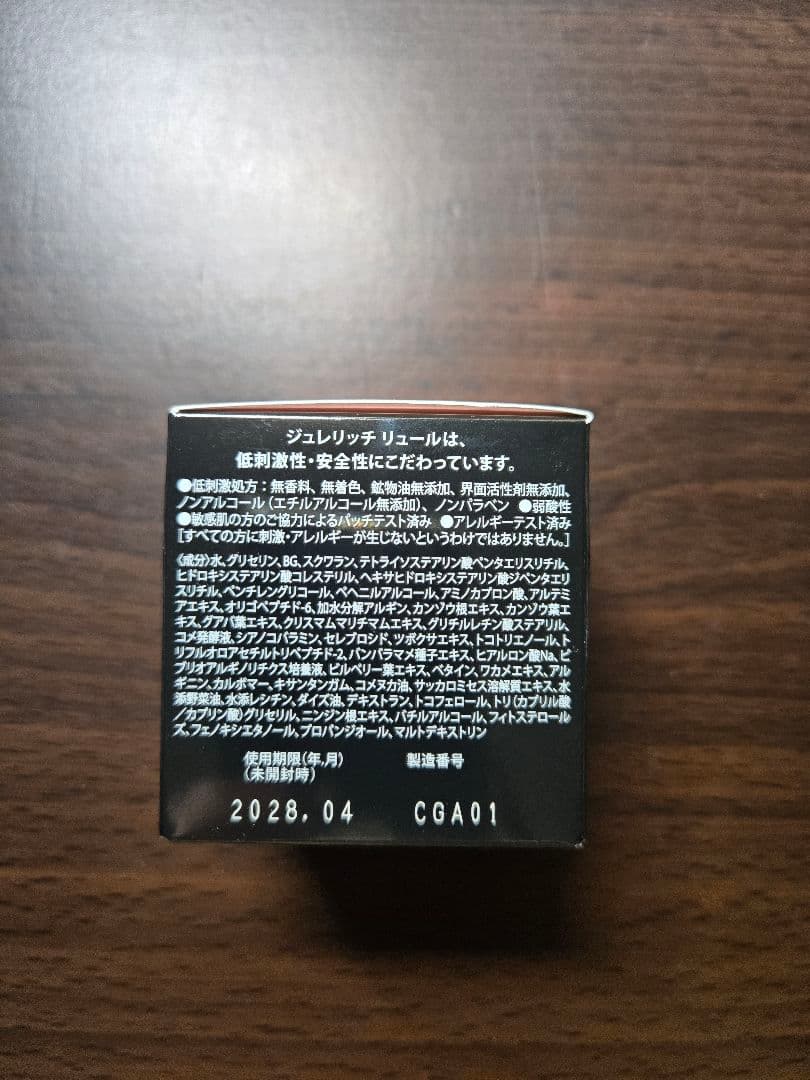 ジュレリッチ リュールは、
低刺激性・安全性にこだわっています。
●低刺激処方：無香料、無着色、鉱物油無添加、界面活性剤無添加、
ノンアルコール（エチルアルコール無添加）、ノンパラベン ●弱酸性
●敏感肌の方のご協力によるパッチテスト済み ●アレルギーテスト済み
［すべての方に刺激・アレルギーが生じないというわけではありません。］
〈成分〉水、グリセリン、BG、スクワラン、テトライソステアリン酸ペンタエリスリチル、
ヒドロキシステアリン酸コレステリル、ヘキサヒドロキシステアリン酸ジペンタエリ
スリチル、ペンチレングリコール、ベヘニルアルコール、アミノカプロン酸、アルテミ
アエキス、オリゴペプチド-6、加水分解アルギン、カンゾウ根エキス、カンゾウ葉エ
キス、グアバ葉エキス、クリスマムマリチマムエキス、グリチルレチン酸ステアリル、
コメ発酵液、シアノコバラミン、セレブロシド、ツボクサエキス、トコトリエノール、ト
リフルオロアセチルトリペプチド-2、バンバラマメ種子エキス、ヒアルロン酸Na、ビ
ブリオアルギノリチクス培養液、ビルベリー葉エキス、ベタイン、ワカメエキス、アル
ギニン、カルボマー、キサンタンガム、コメヌカ油、サッカロミセス溶解質エキス、水
添野菜油、水添レシチン、ダイズ油、デキストラン、トコフェロール、トリ（カプリル酸
／カプリン酸）グリセリル、ニンジン根エキス、バチルアルコール、フィトステロール
ズ、フェノキシエタノール、プロパンジオール、マルトデキストリン
使用期限（年,月） 製造番号
（未開封時）
2028.04 CGA01